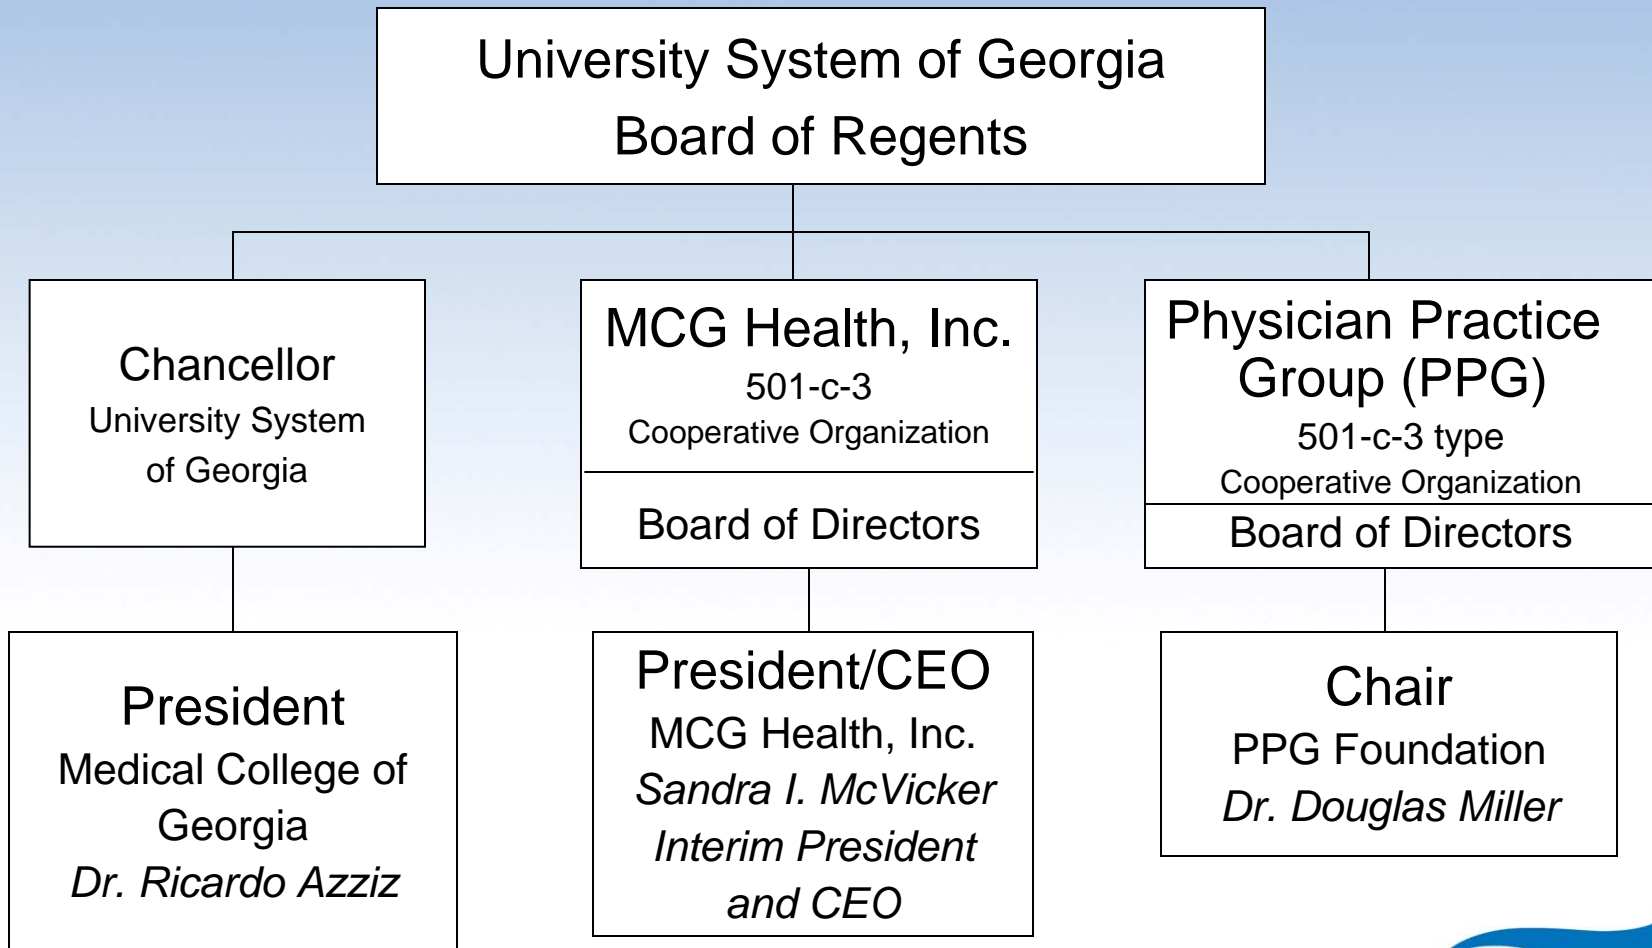 University System of Georgia
Board of Regents
Chancellor
University System
of Georgia
MCG Health, Inc.
501-c-3
Cooperative Organization
Board of Directors
Physician Practice
Group (PPG)
501-c-3 type
Cooperative Organization
Board of Directors
President
Medical College of
Georgia
Dr. Ricardo Azziz
President/CEO
MCG Health, Inc.
Sandra I. McVicker
Interim President
and CEO
Chair
PPG Foundation
Dr. Douglas Miller